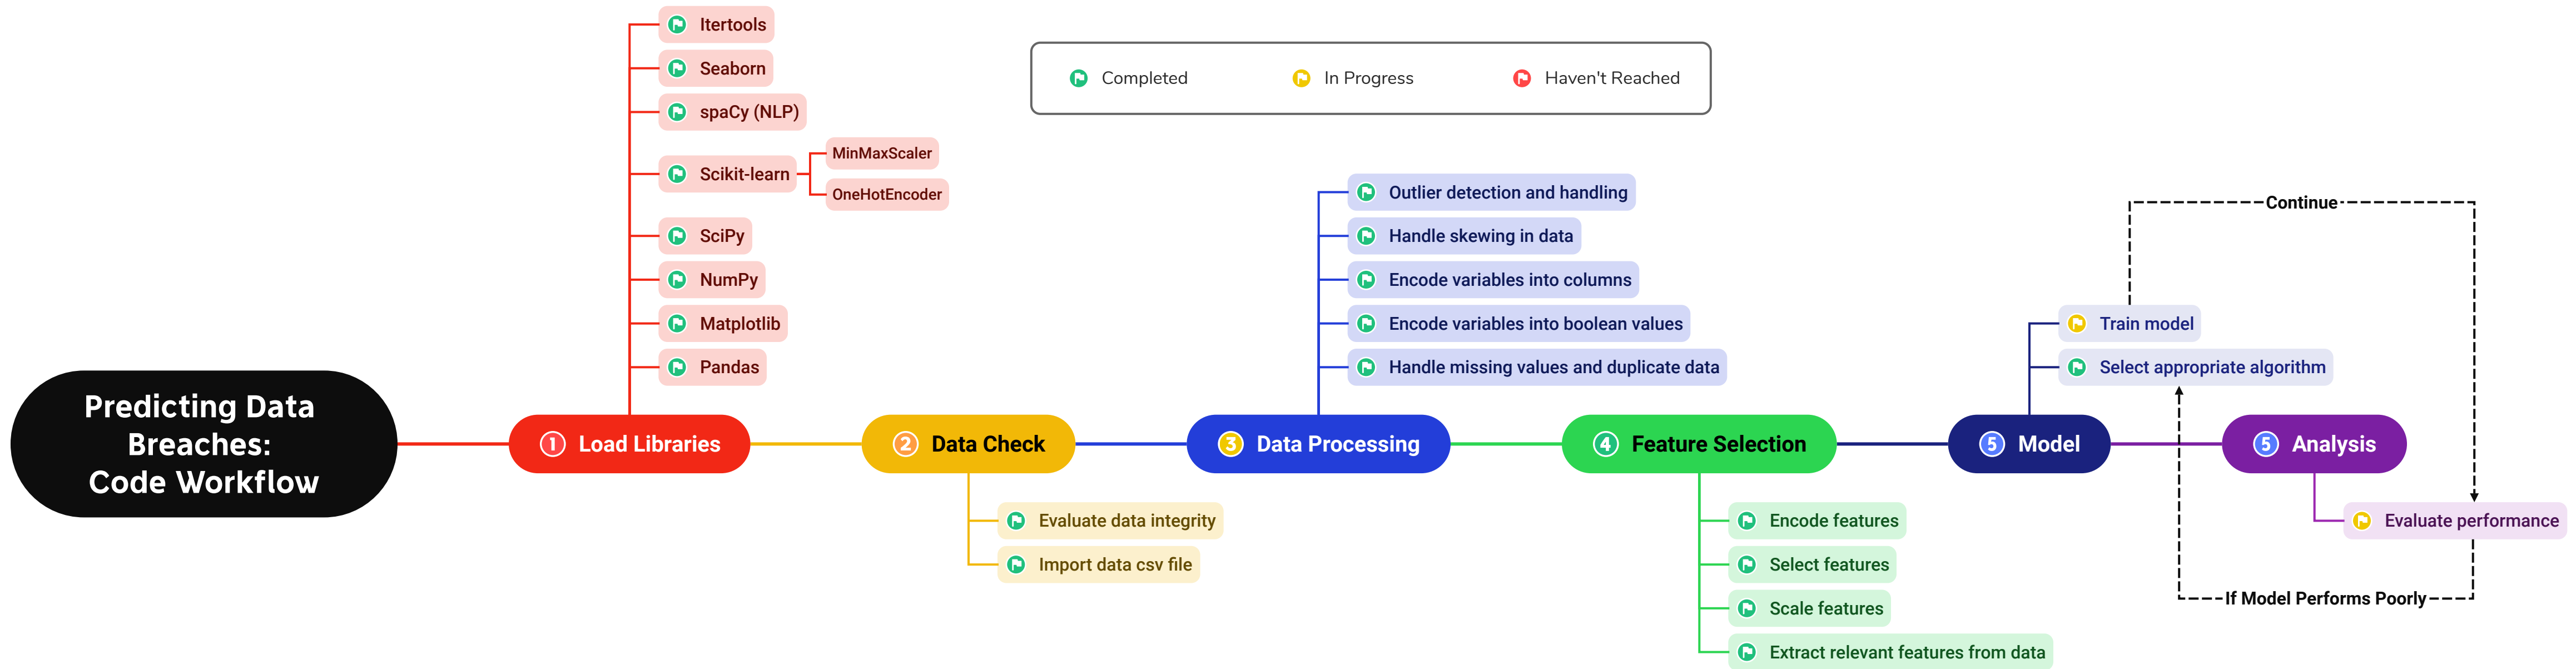 Itertools
Seaborn
spaCy (NLP)
Scikit-learn
MinMaxScaler
OneHotEncoder
SciPy
NumPy
Matplotlib
Pandas
Completed
In Progress
Haven't Reached
Outlier detection and handling
Handle skewing in data
Encode variables into columns
Encode variables into boolean values
Handle missing values and duplicate data
Continue
Train model
Select appropriate algorithm
Predicting Data
Breaches:
Code Workflow
1 Load Libraries
2 Data Check
3 Data Processing
4 Feature Selection
5 Model
5 Analysis
Evaluate data integrity
Import data csv file
Encode features
Select features
Scale features
Extract relevant features from data
Evaluate performance
If Model Performs Poorly